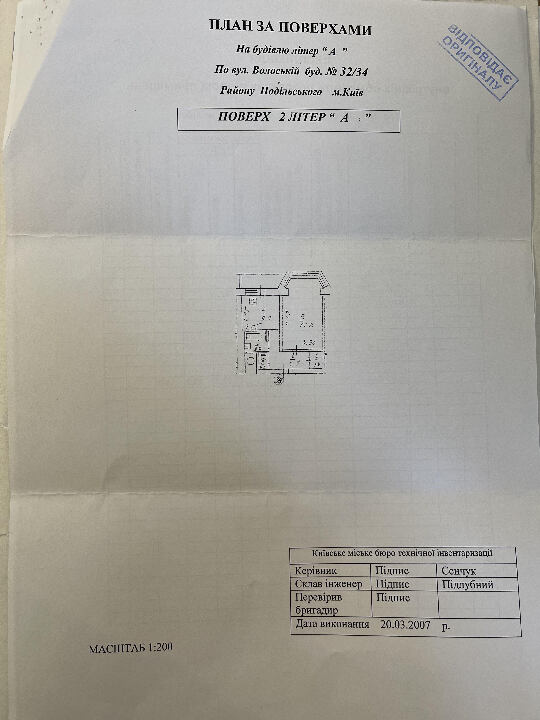 ПЛАН ЗА ПОВЕРХАМИ
На будівлю літер “ А ”
По вул. Волоській буд. № 32/34
Району Подільського м.Київ
ПОВЕРХ 2 ЛІТЕР “ А ”
ВІДПОВІДАЄ
ОРИГІНАЛУ
Київське міське бюро технічної інвентаризації
Керівник Підпис Сенчук
Склав інженер Підпис Піддубний
Перевірив Підпис
бригадир
Дата виконання 20.03.2007 р.
МАСШТАБ 1:200